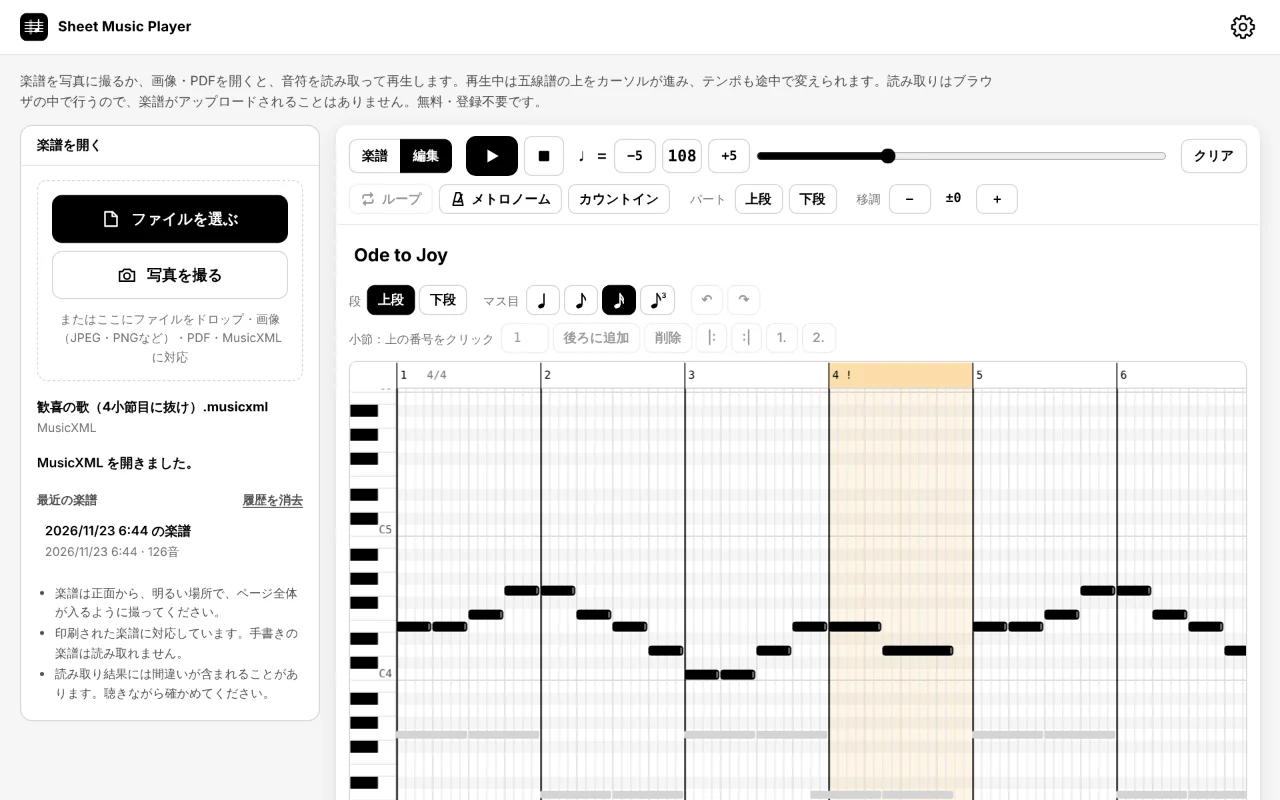 Sheet Music Player
楽譜を写真に撮るか、画像・PDFを開くと、音符を読み取って再生します。再生中は五線譜の上をカーソルが進み、テンポも途中で変えられます。読み取りはブラウ
ザの中で行うので、楽譜がアップロードされることはありません。無料・登録不要です。
楽譜を開く
ファイルを選ぶ
写真を撮る
またはここにファイルをドロップ・画像
（JPEG・PNGなど）・PDF・MusicXML
に対応
歓喜の歌（4小節目に抜け）.musicxml
MusicXML
MusicXML を開きました。
最近の楽譜 履歴を消去
2026/11/23 6:44 の楽譜
2026/11/23 6:44 · 126音
• 楽譜は正面から、明るい場所で、ページ全体
が入るように撮ってください。
• 印刷された楽譜に対応しています。手書きの
楽譜は読み取れません。
• 読み取り結果には間違いが含まれることがあ
ります。聴きながら確かめてください。
楽譜 編集 ♩ = −5 108 +5 クリア
ループ メトロノーム カウントイン パート 上段 下段 移調 − ±0 +
Ode to Joy
段 上段 下段 マス目 3
小節：上の番号をクリック 1 後ろに追加 削除 |: :| 1. 2.
1 4/4 2 3 4 ! 5 6
C5
C4